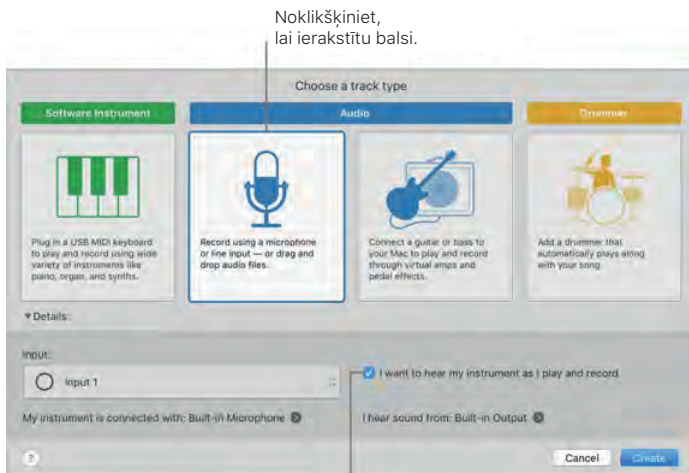 Noklikšķiniet,
lai ierakstītu balsi.
Choose a track type
Software Instrument
Audio
Drummer
Plug in a USB MIDI keyboard
to play and record using wide
variety of instruments like
piano, organ, and synths.
Record using a microphone
or line input — or drag and
drop audio files.
Connect a guitar or bass to
your Mac to play and record
through virtual amps and
pedal effects.
Add a drummer that
automatically plays along
with your song.
Details:
Input:
Input 1
I want to hear my instrument as I play and record.
My instrument is connected with: Built-in Microphone
I hear sound from: Built-in Output
?
Cancel
Create